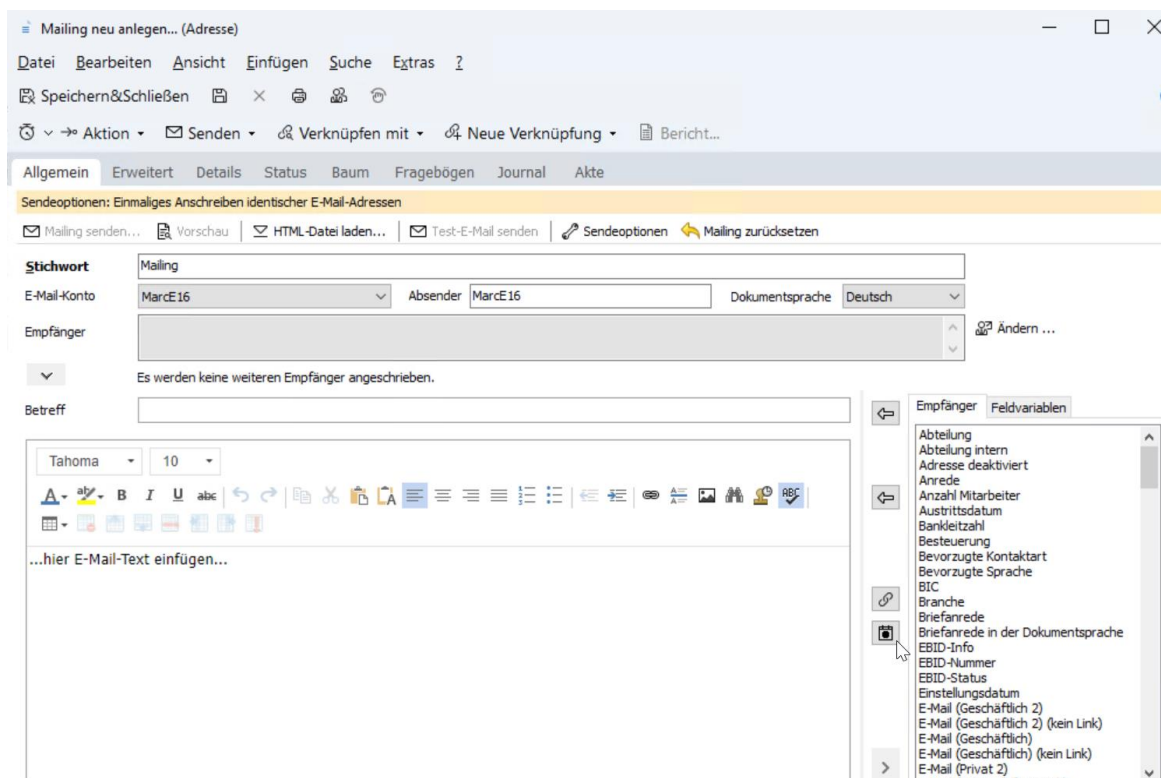 Mailing neu anlegen... (Adresse)
Datei Bearbeiten Ansicht Einfügen Suche Extras ?
Speichern&Schließen
Aktion Senden Verknüpfen mit Neue Verknüpfung Bericht...
Allgemein Erweitert Details Status Baum Fragebögen Journal Akte
Sendeoptionen: Einmaliges Anschreiben identischer E-Mail-Adressen
Mailing senden... Vorschau HTML-Datei laden... Test-E-Mail senden Sendeoptionen Mailing zurücksetzen
Stichwort Mailing
E-Mail-Konto MarcE16 Absender MarcE16 Dokumentsprache Deutsch
Empfänger Ändern ...
Es werden keine weiteren Empfänger angeschrieben.
Betreff
Empfänger Feldvariablen
Tahoma 10
A aby B I U abc ABC
...hier E-Mail-Text einfügen...
Abteilung
Abteilung intern
Adresse deaktiviert
Anrede
Anzahl Mitarbeiter
Austrittsdatum
Bankleitzahl
Besteuerung
Bevorzugte Kontaktart
Bevorzugte Sprache
BIC
Branche
Briefanrede
Briefanrede in der Dokumentsprache
EBID-Info
EBID-Nummer
EBID-Status
Einstellungsdatum
E-Mail (Geschäftlich 2)
E-Mail (Geschäftlich 2) (kein Link)
E-Mail (Geschäftlich)
E-Mail (Geschäftlich) (kein Link)
E-Mail (Privat 2)